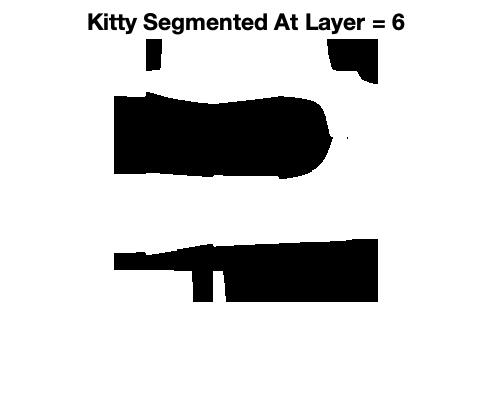 Kitty Segmented At Layer = 6